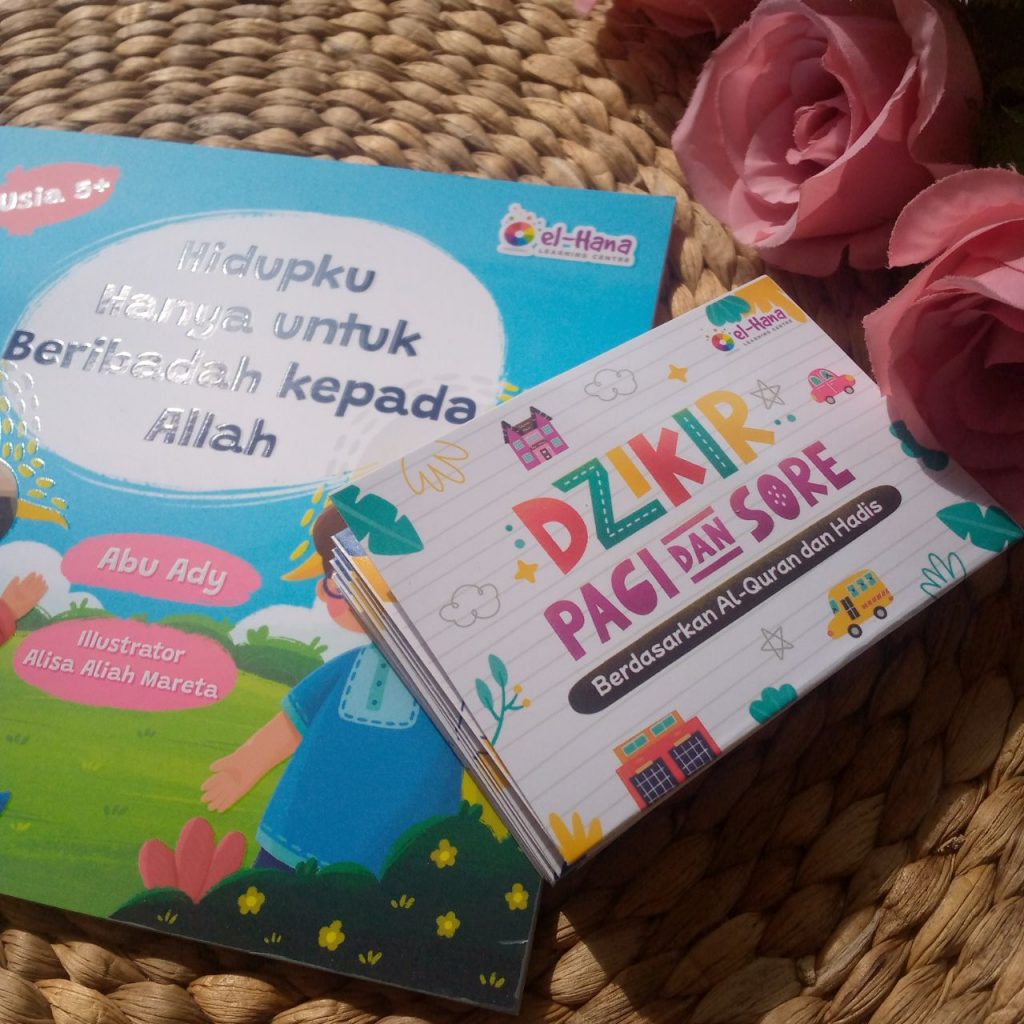 Usia 5+
el-Hana
LEARNING CENTRE
Hidupku
Hanya untuk
Beribadah kepada
Allah
Abu Ady
Illustrator
Alisa Aliah Mareta
el-Hana
LEARNING CENTRE
DZIKIR
PAGI DAN SORE
Berdasarkan Al-Quran dan Hadis